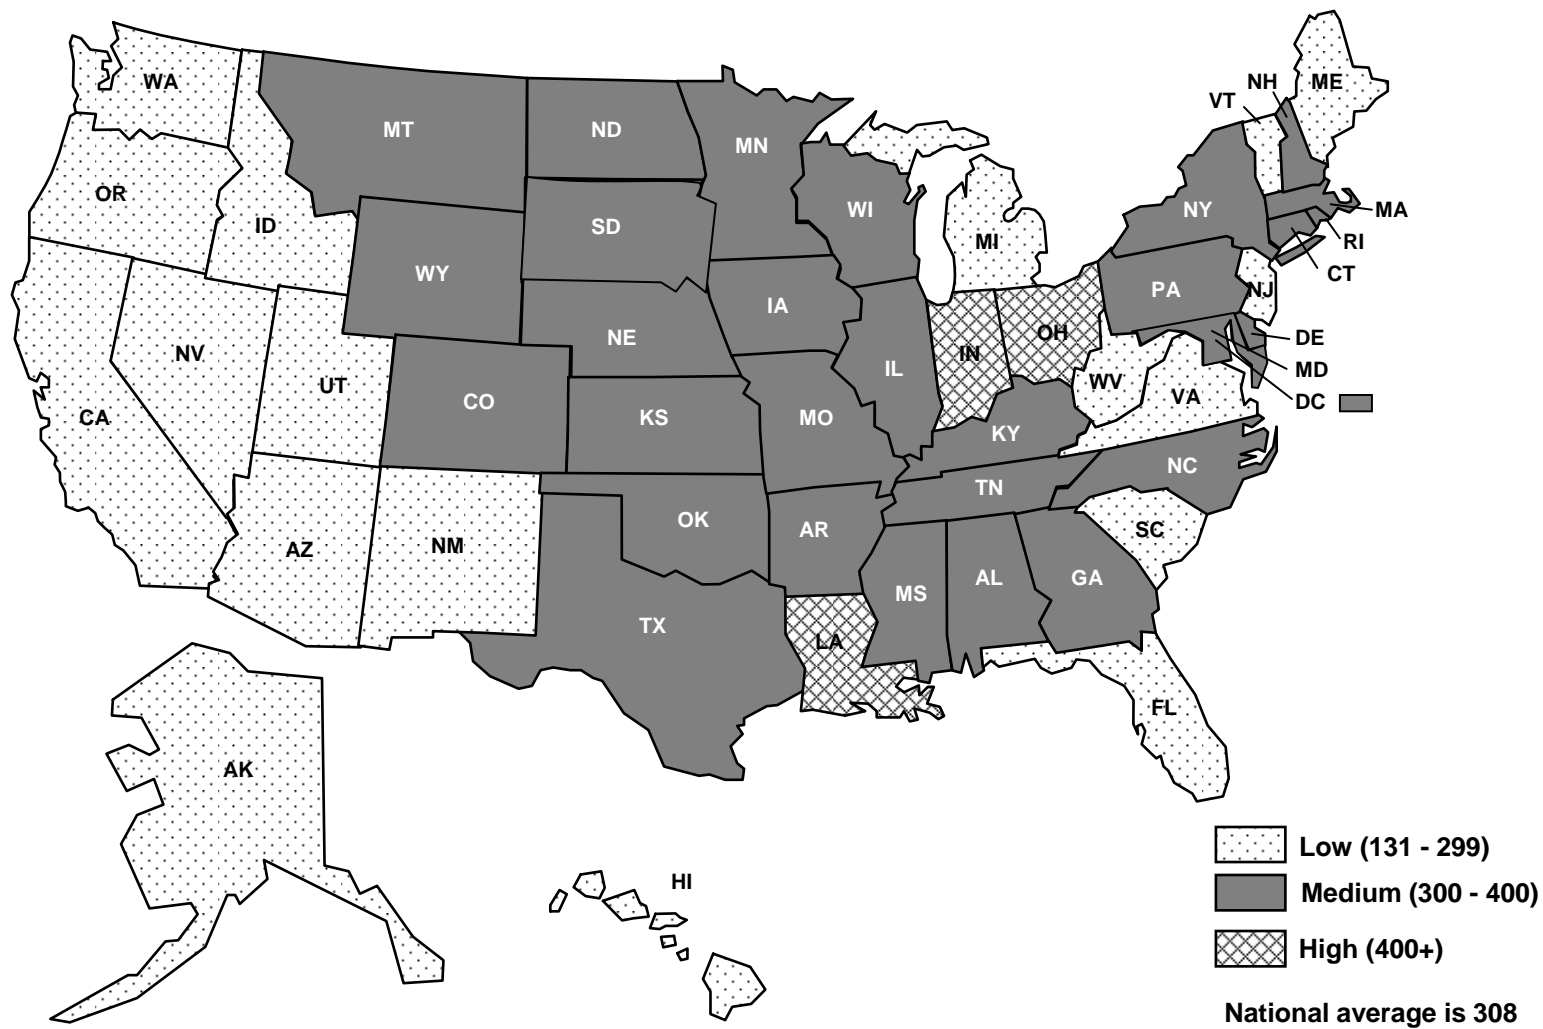 ME
NH
VT
WA
MT
ND
MN
OR
WI
NY
MA
ID
SD
MI
RI
WY
CT
PA
NJ
IA
NE
OH
DE
NV
IN
IL
MD
UT
WV
VA
CO
DC
CA
KS
MO
KY
NC
TN
OK
AR
SC
AZ
NM
MS
AL
GA
TX
LA
FL
AK
HI
Low (131 - 299)
Medium (300 - 400)
High (400+)
National average is 308